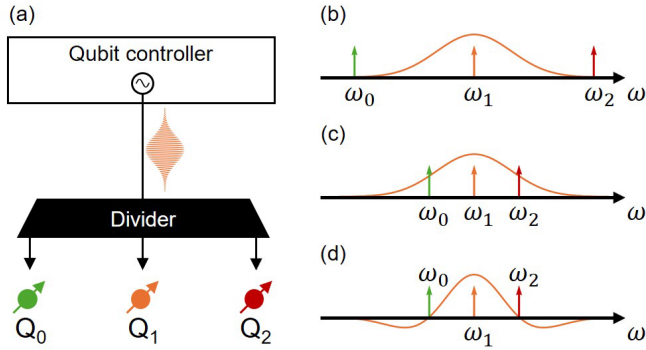 (a)
Qubit controller
Divider
Q₀ Q₁ Q₂
(b)
ω₀ ω₁ ω₂ ω
(c)
ω₀ ω₁ ω₂ ω
(d)
ω₀ ω₂
ω₁ ω